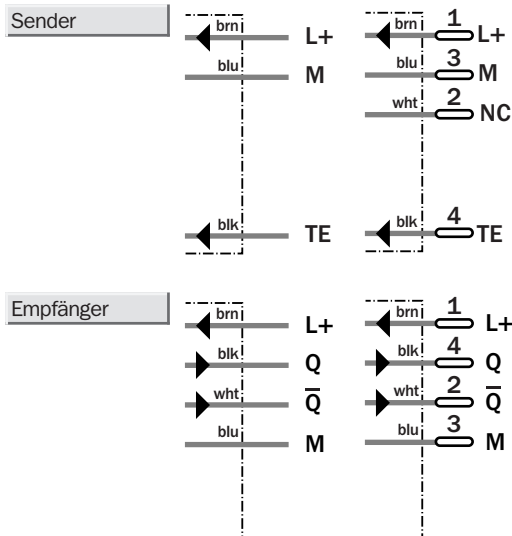 Sender
brn L+ brn 1 L+
blu M blu 3 M
wht 2 NC
blk TE blk 4 TE
Empfänger
brn L+ brn 1 L+
blk Q blk 4 Q
wht Q̅ wht 2 Q̅
blu M blu 3 M